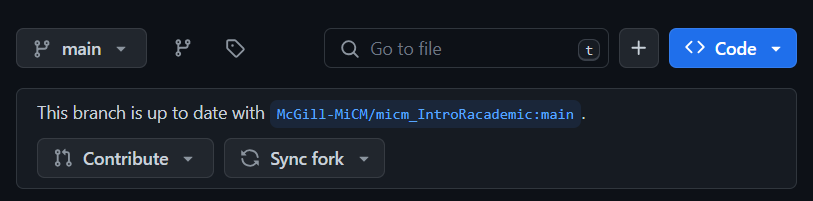 main Go to file t Code
This branch is up to date with McGill-MiCM/micm_IntroRacademic:main.
Contribute Sync fork